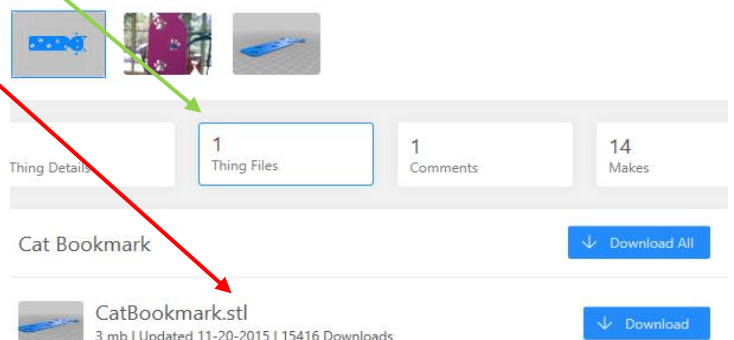 1
Thing Files
1
Comments
14
Makes
Thing Details
Cat Bookmark
Download All
CatBookmark.stl
3 mb | Updated 11-20-2015 | 15416 Downloads
Download